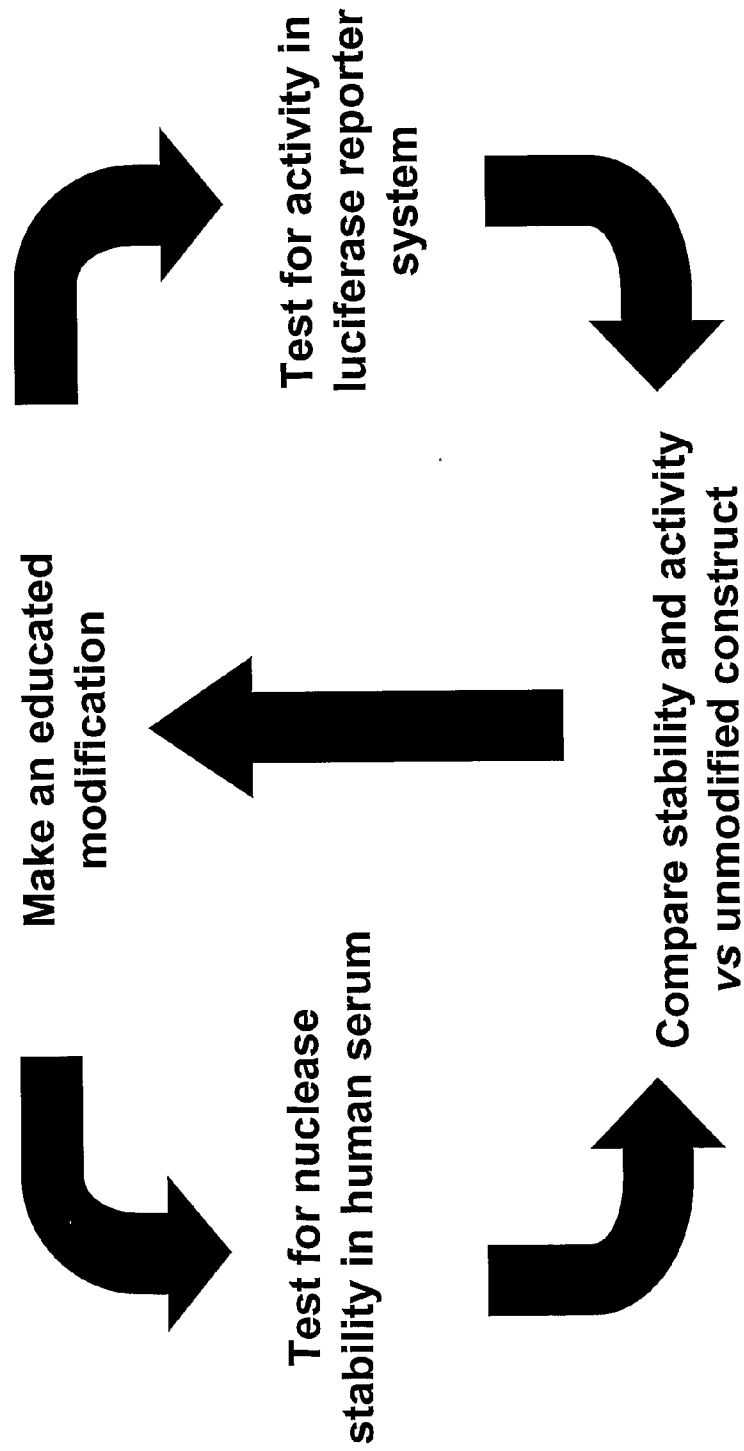 Make an educated
modification
Test for nuclease
stability in human serum
Test for activity in
luciferase reporter
system
Compare stability and activity
vs unmodified construct